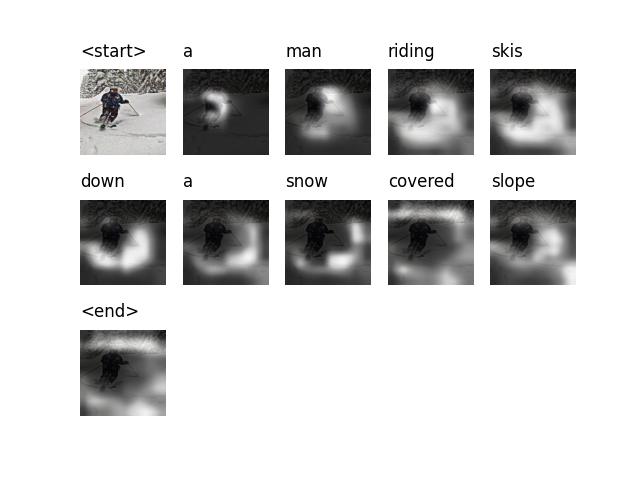 <start> a man riding skis
down a snow covered slope
<end>